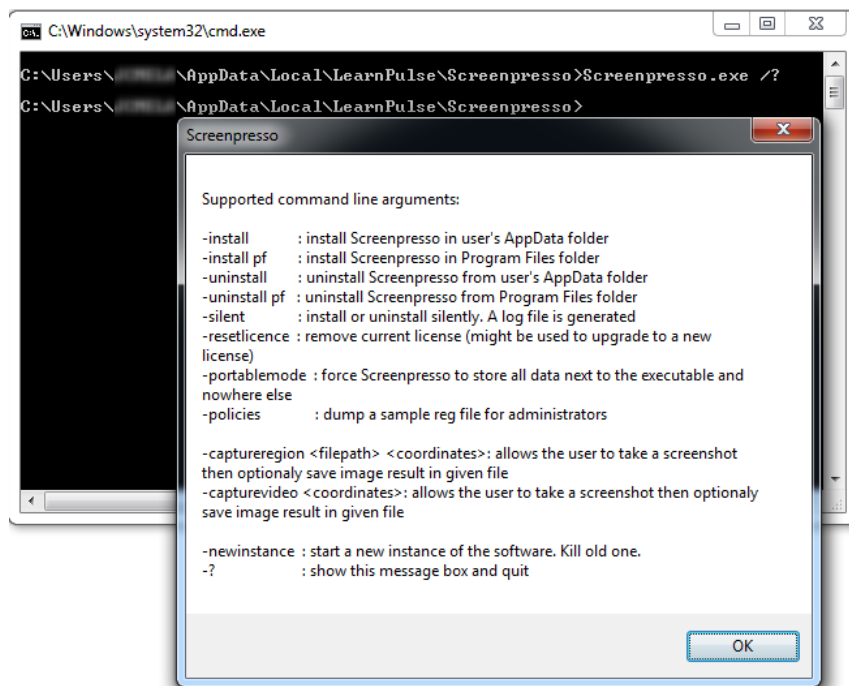 C:\Windows\system32\cmd.exe
C:\Users\ \AppData\Local\LearnPulse\Screenpresso>Screenpresso.exe /?
C:\Users\ \AppData\Local\LearnPulse\Screenpresso>
Screenpresso
Supported command line arguments:
-install : install Screenpresso in user's AppData folder
-install pf : install Screenpresso in Program Files folder
-uninstall : uninstall Screenpresso from user's AppData folder
-uninstall pf : uninstall Screenpresso from Program Files folder
-silent : install or uninstall silently. A log file is generated
-resetlicence : remove current license (might be used to upgrade to a new
license)
-portablemode : force Screenpresso to store all data next to the executable and
nowhere else
-policies : dump a sample reg file for administrators
-captureregion <filepath> <coordinates>: allows the user to take a screenshot
then optionaly save image result in given file
-capturevideo <coordinates>: allows the user to take a screenshot then optionaly
save image result in given file
-newinstance : start a new instance of the software. Kill old one.
-? : show this message box and quit
OK